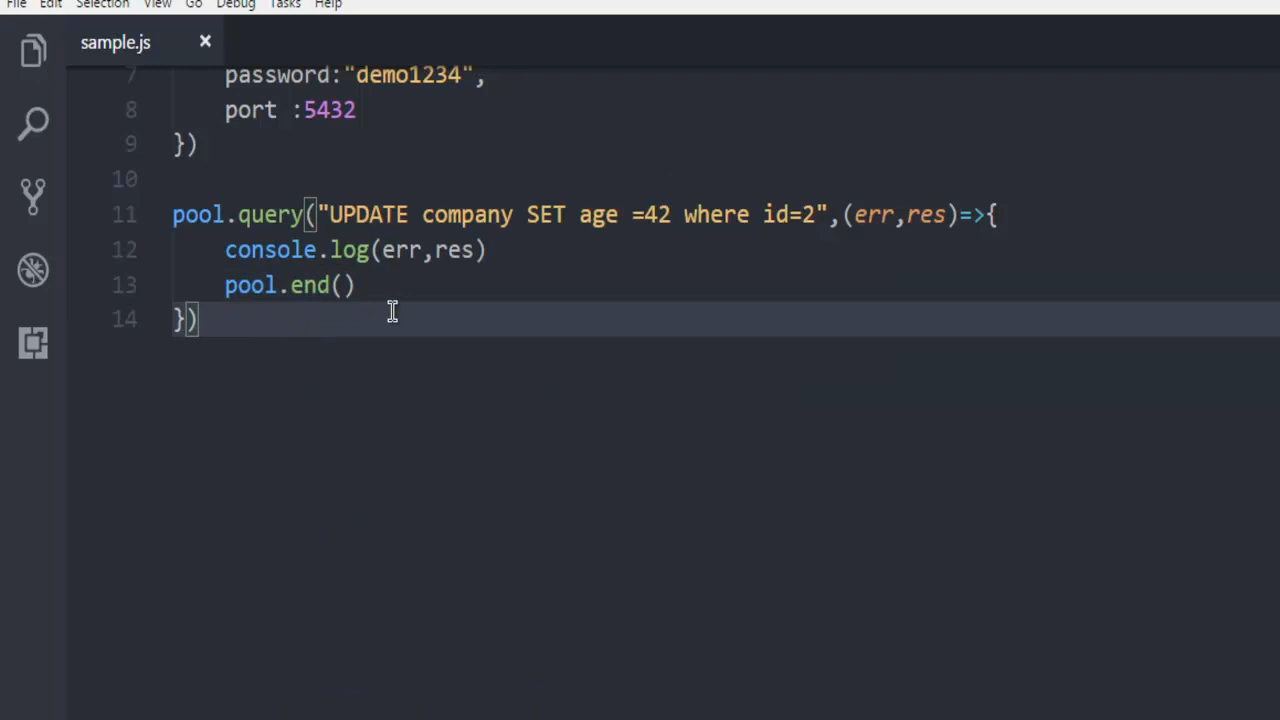 File Edit Selection View Go Debug Tasks Help
sample.js ×
7 password:"demo1234",
8 port :5432
9 })
10
11 pool.query("UPDATE company SET age =42 where id=2",(err,res)=>{
12 console.log(err,res)
13 pool.end()
14 })